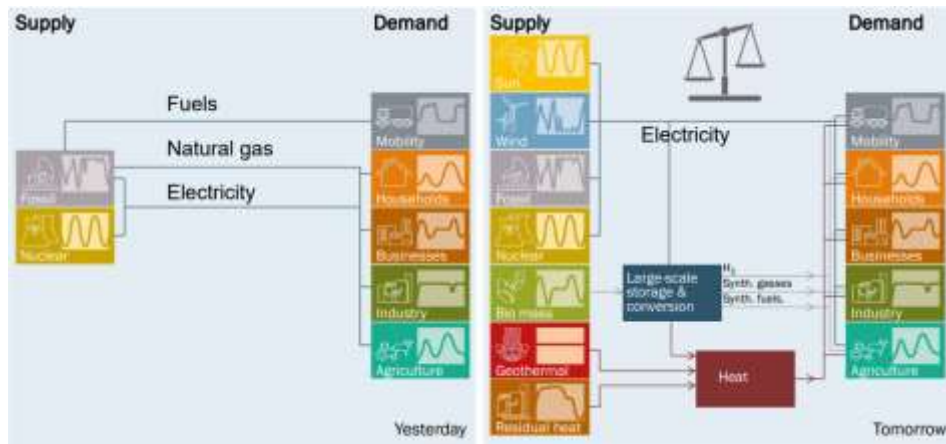 Supply
Demand
Fuels
Natural gas
Electricity
Fossil
Nuclear
Mobility
Households
Businesses
Industry
Agriculture
Yesterday
Supply
Demand
Sun
Wind
Fossil
Nuclear
Bio mass
Geothermal
Residual heat
Electricity
Large-scale
storage &
conversion
H2
Synth. gasses
Synth. fuels.
Heat
Mobility
Households
Businesses
Industry
Agriculture
Tomorrow